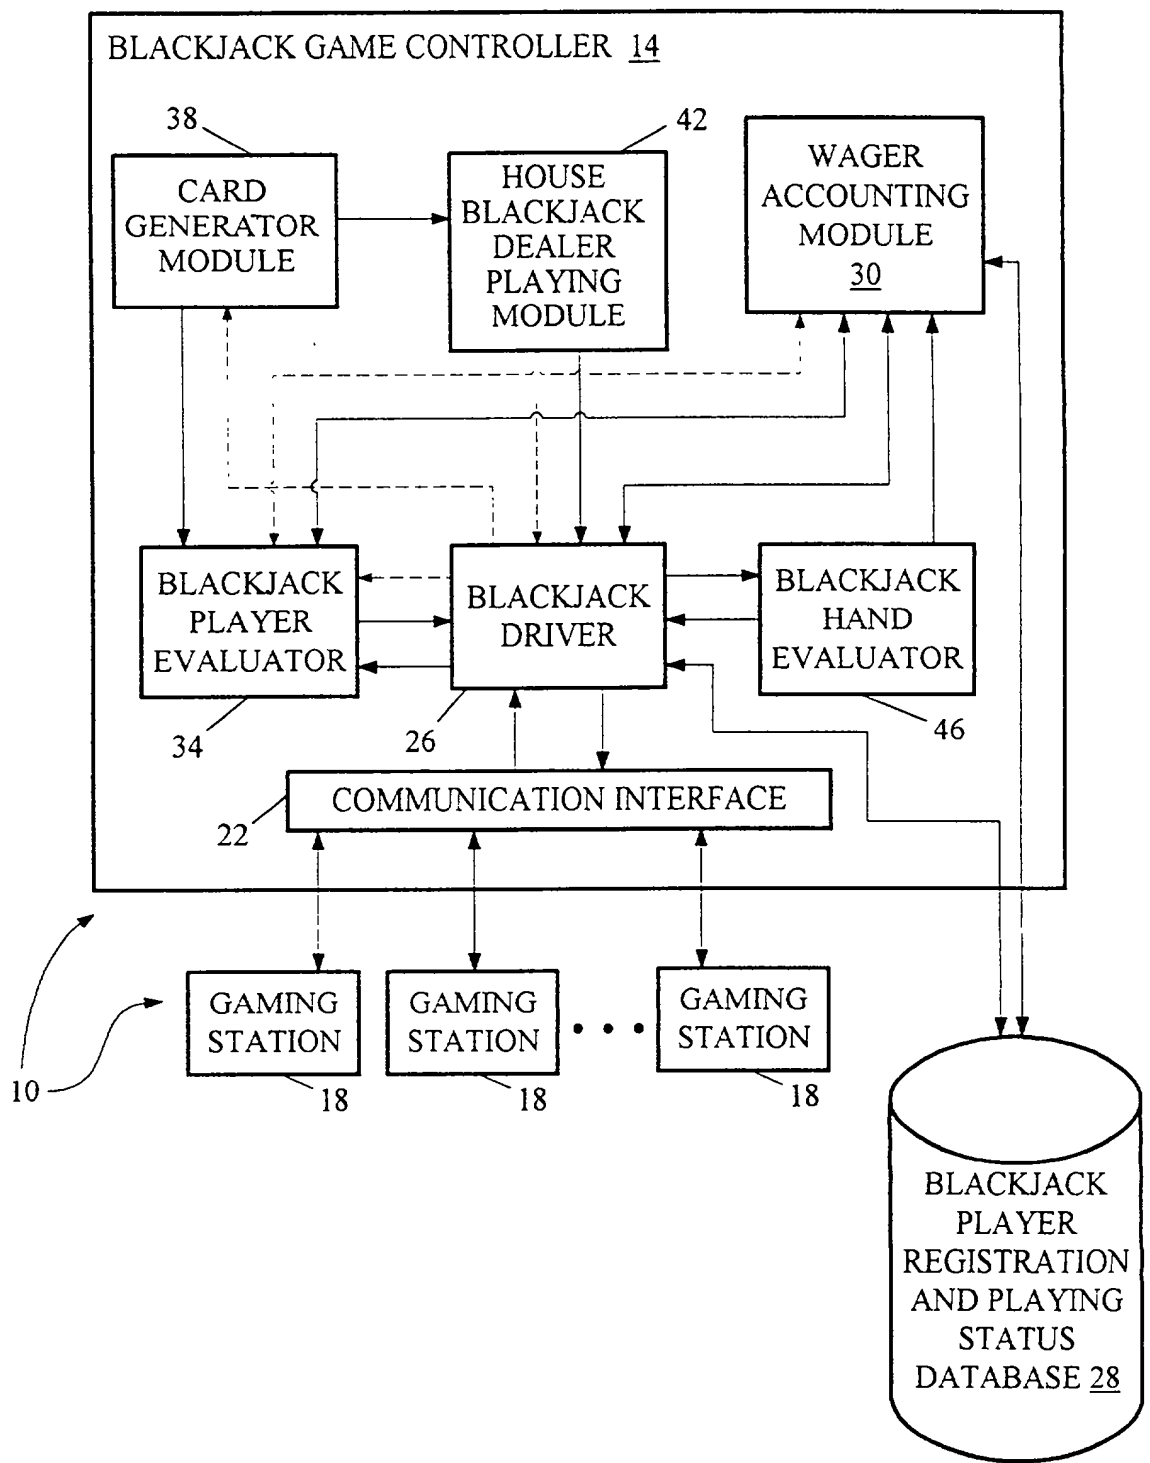 BLACKJACK GAME CONTROLLER 14
38
42
CARD
GENERATOR
MODULE
HOUSE
BLACKJACK
DEALER
PLAYING
MODULE
WAGER
ACCOUNTING
MODULE
30
BLACKJACK
PLAYER
EVALUATOR
BLACKJACK
DRIVER
BLACKJACK
HAND
EVALUATOR
34
26
46
COMMUNICATION INTERFACE
22
GAMING
STATION
GAMING
STATION
GAMING
STATION
10
18
18
18
BLACKJACK
PLAYER
REGISTRATION
AND PLAYING
STATUS
DATABASE 28